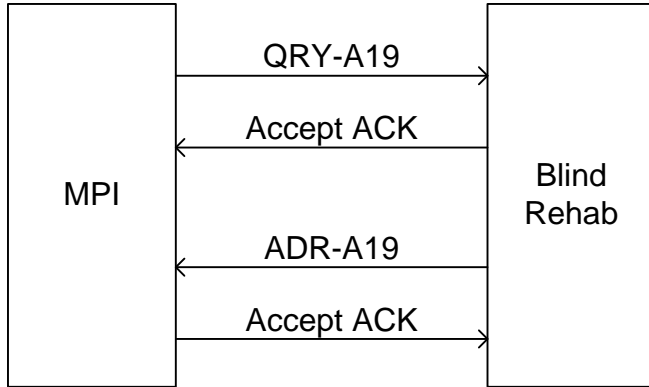 QRY-A19
Accept ACK
MPI
Blind
Rehab
ADR-A19
Accept ACK